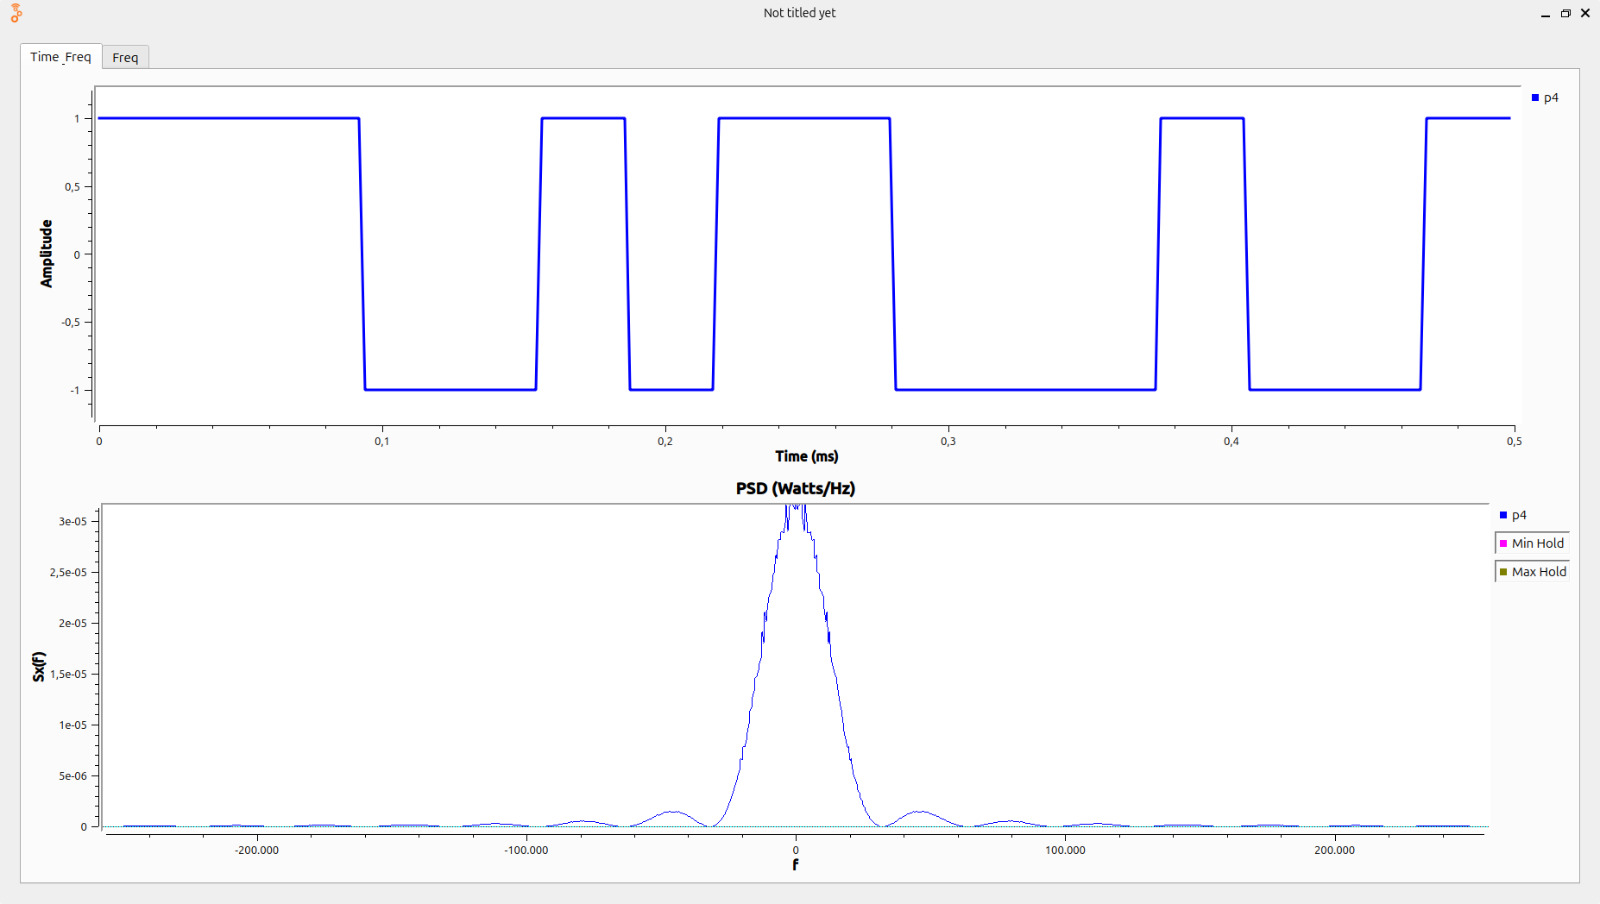 Not titled yet
Time_Freq
Freq
1
0,5
0
-0,5
-1
Amplitude
p4
0
0,1
0,2
0,3
0,4
0,5
Time (ms)
PSD (Watts/Hz)
3e-05
2,5e-05
2e-05
1,5e-05
1e-05
5e-06
0
Sx(f)
p4
Min Hold
Max Hold
-200.000
-100.000
0
100.000
200.000
f